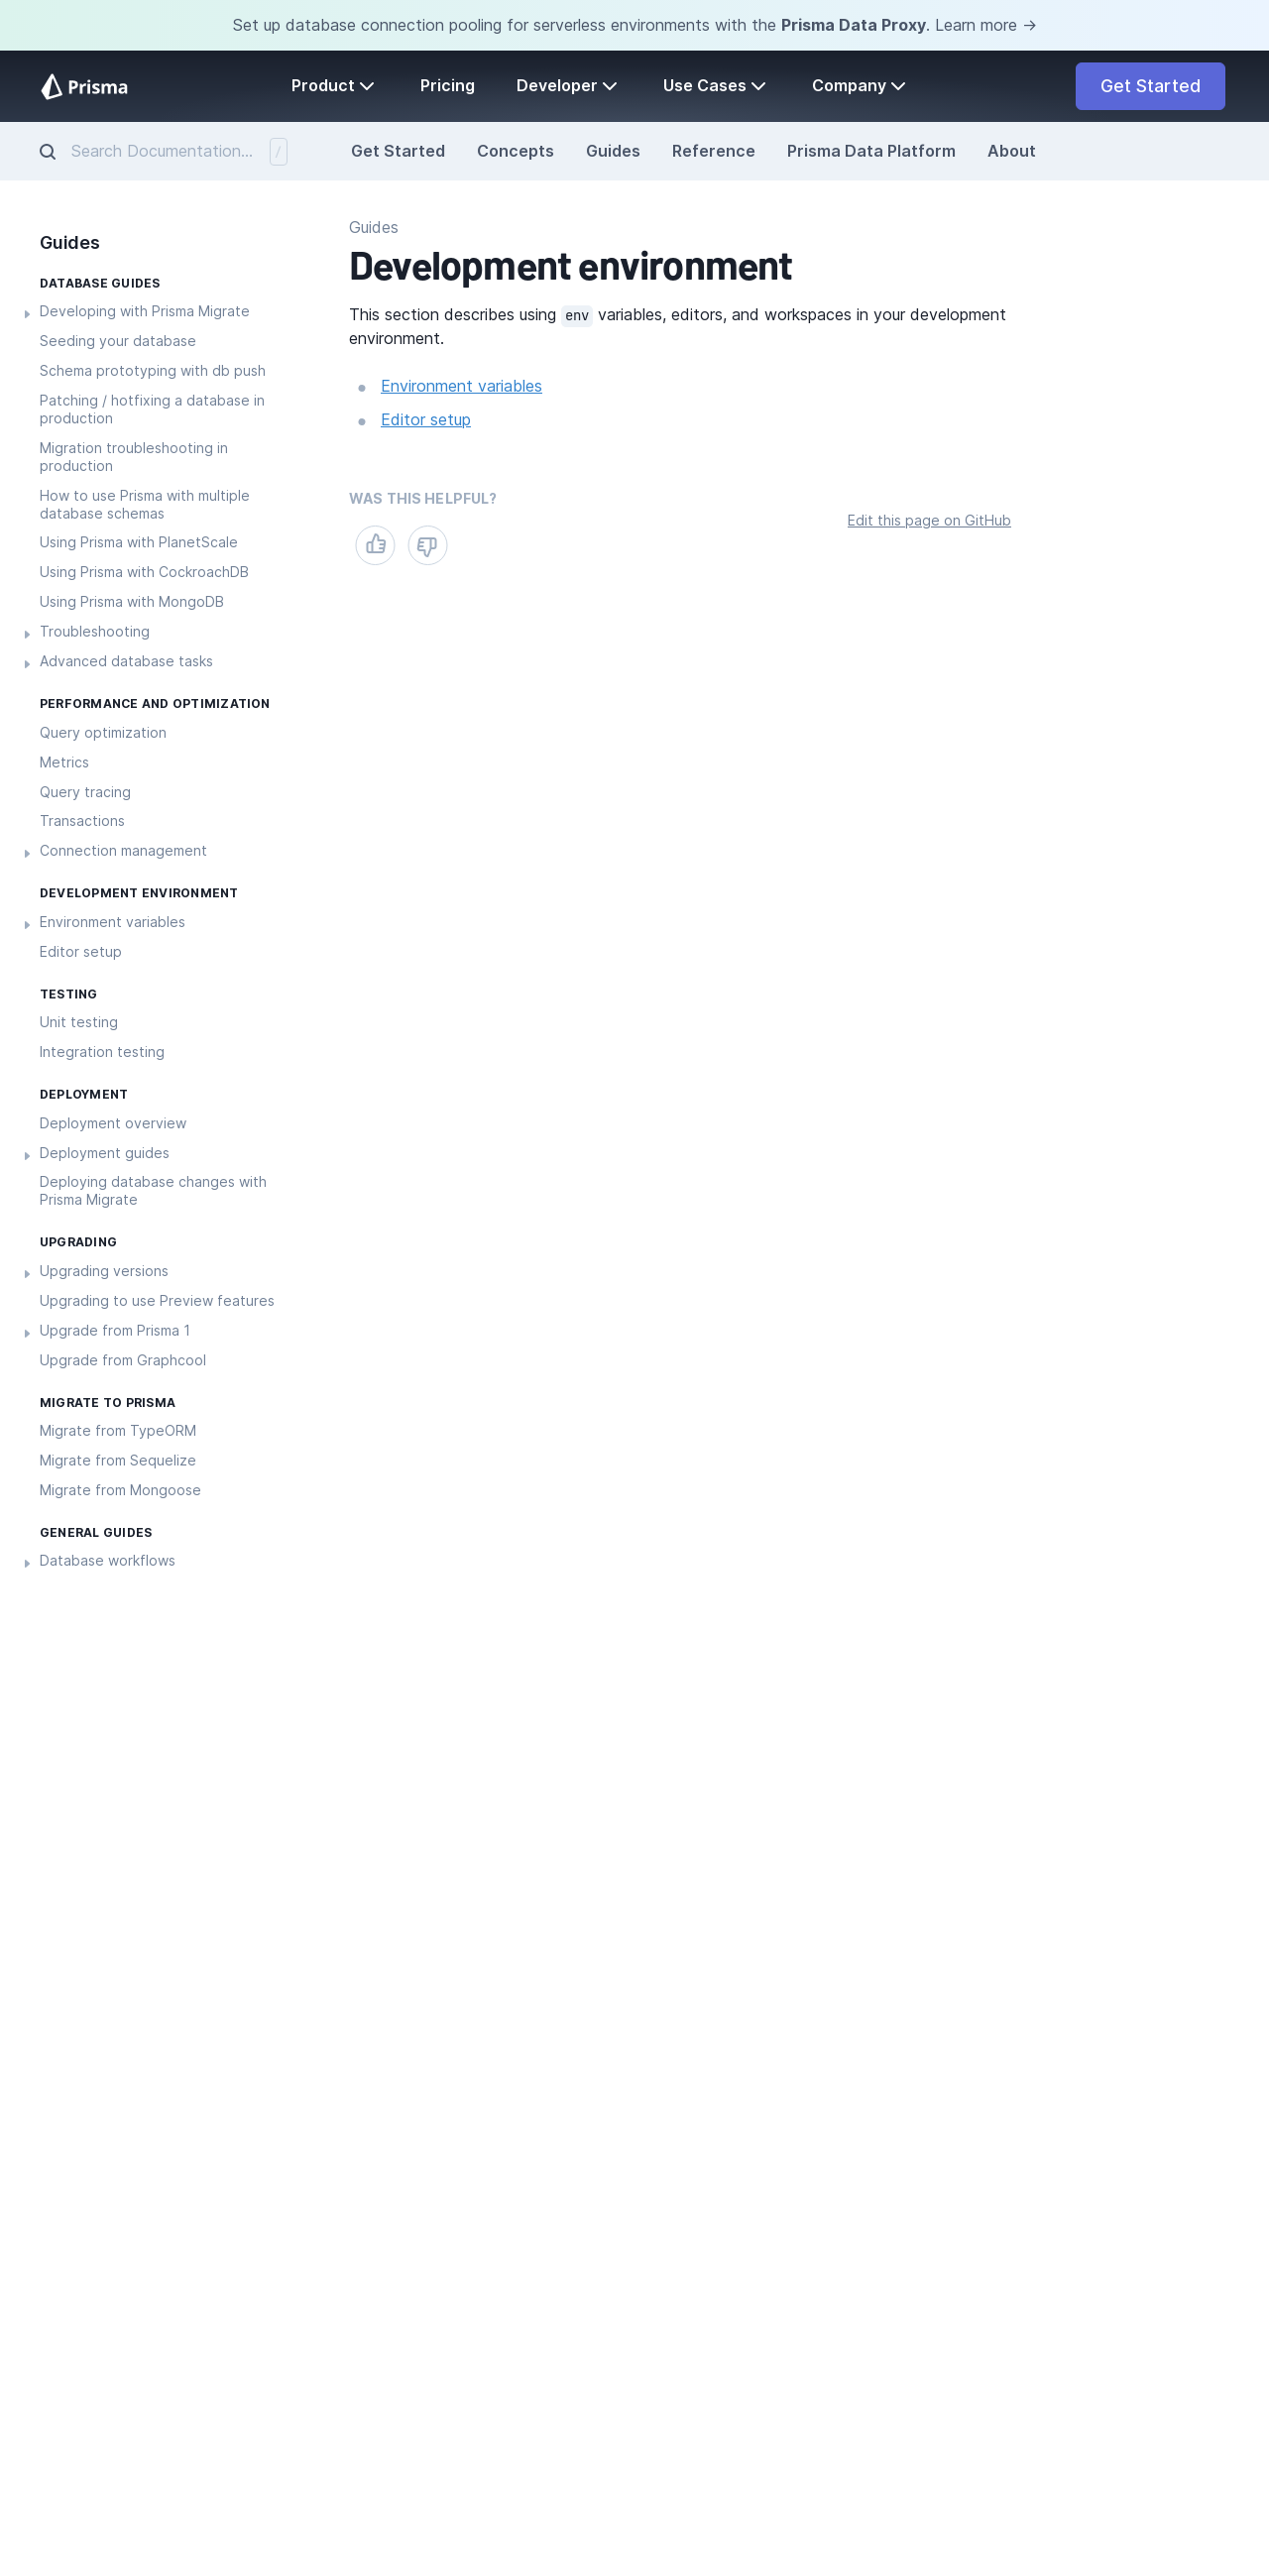 Set up database connection pooling for serverless environments with the Prisma Data Proxy. Learn more →
Prisma
Product
Pricing
Developer
Use Cases
Company
Get Started
Search Documentation...
/
Get Started
Concepts
Guides
Reference
Prisma Data Platform
About
Guides
DATABASE GUIDES
Developing with Prisma Migrate
Seeding your database
Schema prototyping with db push
Patching / hotfixing a database in
production
Migration troubleshooting in
production
How to use Prisma with multiple
database schemas
Using Prisma with PlanetScale
Using Prisma with CockroachDB
Using Prisma with MongoDB
Troubleshooting
Advanced database tasks
PERFORMANCE AND OPTIMIZATION
Query optimization
Metrics
Query tracing
Transactions
Connection management
DEVELOPMENT ENVIRONMENT
Environment variables
Editor setup
TESTING
Unit testing
Integration testing
DEPLOYMENT
Deployment overview
Deployment guides
Deploying database changes with
Prisma Migrate
UPGRADING
Upgrading versions
Upgrading to use Preview features
Upgrade from Prisma 1
Upgrade from Graphcool
MIGRATE TO PRISMA
Migrate from TypeORM
Migrate from Sequelize
Migrate from Mongoose
GENERAL GUIDES
Database workflows
Guides
Development environment
This section describes using env variables, editors, and workspaces in your development
environment.
Environment variables
Editor setup
WAS THIS HELPFUL?
Edit this page on GitHub